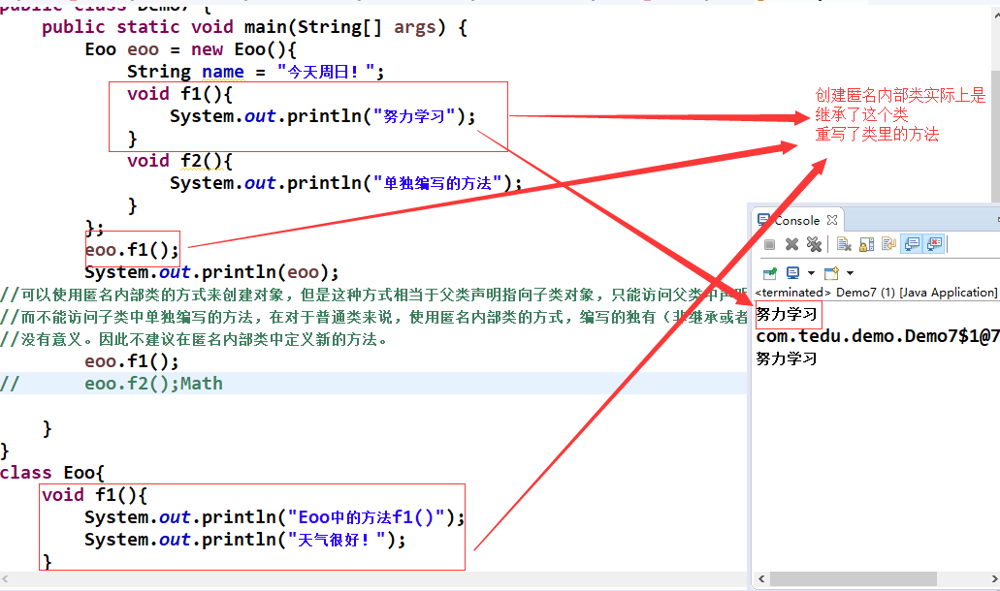 public class Demo7 {
public static void main(String[] args) {
Eoo eoo = new Eoo(){
String name = "今天周日！";
void f1(){
System.out.println("努力学习");
}
void f2(){
System.out.println("单独编写的方法");
}
};
eoo.f1();
System.out.println(eoo);
//可以使用匿名内部类的方式来创建对象，但是这种方式相当于父类声明指向子类对象，只能访问父类中声明
//而不能访问子类中单独编写的方法，在对于普通类来说，使用匿名内部类的方式，编写的独有（非继承或者
//没有意义。因此不建议在匿名内部类中定义新的方法。
eoo.f1();
// eoo.f2();Math
}
}
class Eoo{
void f1(){
System.out.println("Eoo中的方法f1()");
System.out.println("天气很好！");
}
创建匿名内部类实际上是
继承了这个类
重写了类里的方法
Console
<terminated> Demo7 (1) [Java Application]
努力学习
com.tedu.demo.Demo7$1@7
努力学习